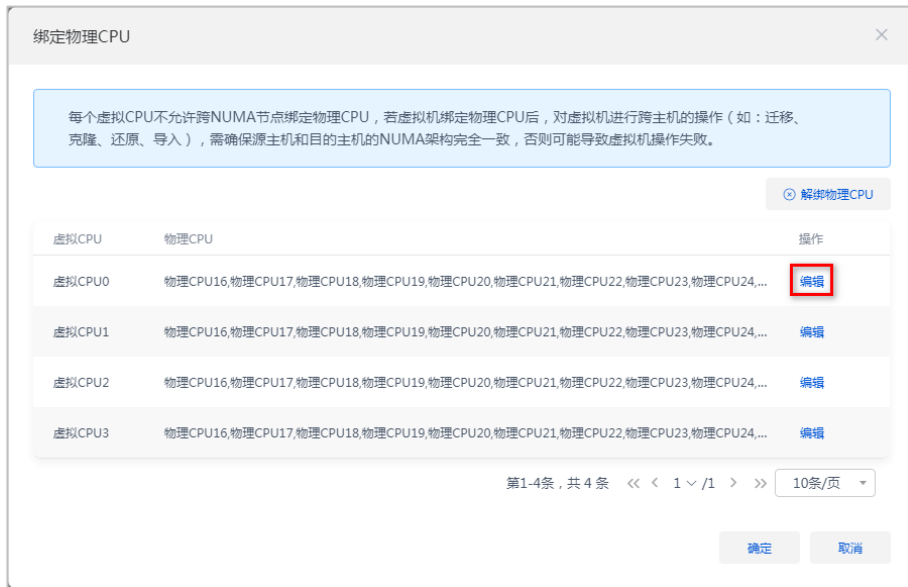 绑定物理CPU
每个虚拟CPU不允许跨NUMA节点绑定物理CPU，若虚拟机绑定物理CPU后，对虚拟机进行跨主机的操作（如：迁移、
克隆、还原、导入），需确保源主机和目的主机的NUMA架构完全一致，否则可能导致虚拟机操作失败。
解绑物理CPU
虚拟CPU 物理CPU 操作
虚拟CPU0 物理CPU16,物理CPU17,物理CPU18,物理CPU19,物理CPU20,物理CPU21,物理CPU22,物理CPU23,物理CPU24,... 编辑
虚拟CPU1 物理CPU16,物理CPU17,物理CPU18,物理CPU19,物理CPU20,物理CPU21,物理CPU22,物理CPU23,物理CPU24,... 编辑
虚拟CPU2 物理CPU16,物理CPU17,物理CPU18,物理CPU19,物理CPU20,物理CPU21,物理CPU22,物理CPU23,物理CPU24,... 编辑
虚拟CPU3 物理CPU16,物理CPU17,物理CPU18,物理CPU19,物理CPU20,物理CPU21,物理CPU22,物理CPU23,物理CPU24,... 编辑
第1-4条，共 4 条 1 /1 10条/页
确定 取消